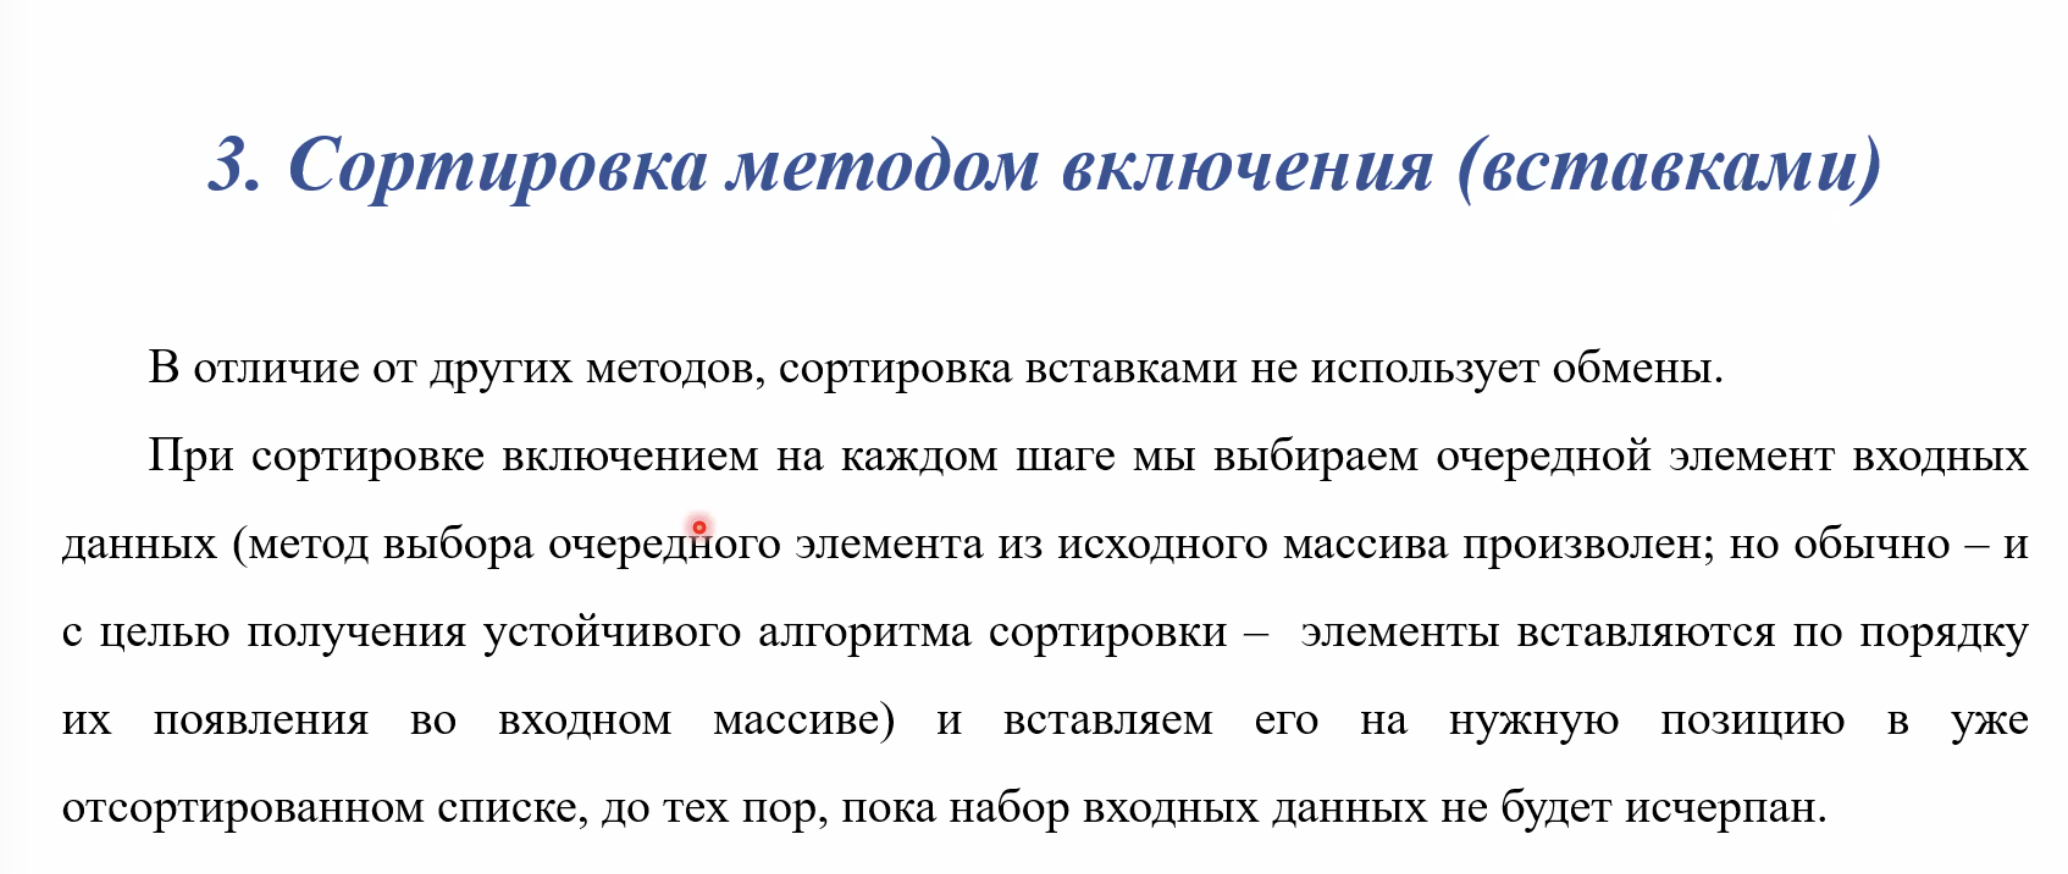 3. Сортировка методом включения (вставками)
В отличие от других методов, сортировка вставками не использует обмены.
При сортировке включением на каждом шаге мы выбираем очередной элемент входных
данных (метод выбора очередного элемента из исходного массива произволен; но обычно – и
с целью получения устойчивого алгоритма сортировки – элементы вставляются по порядку
их появления во входном массиве) и вставляем его на нужную позицию в уже
отсортированном списке, до тех пор, пока набор входных данных не будет исчерпан.